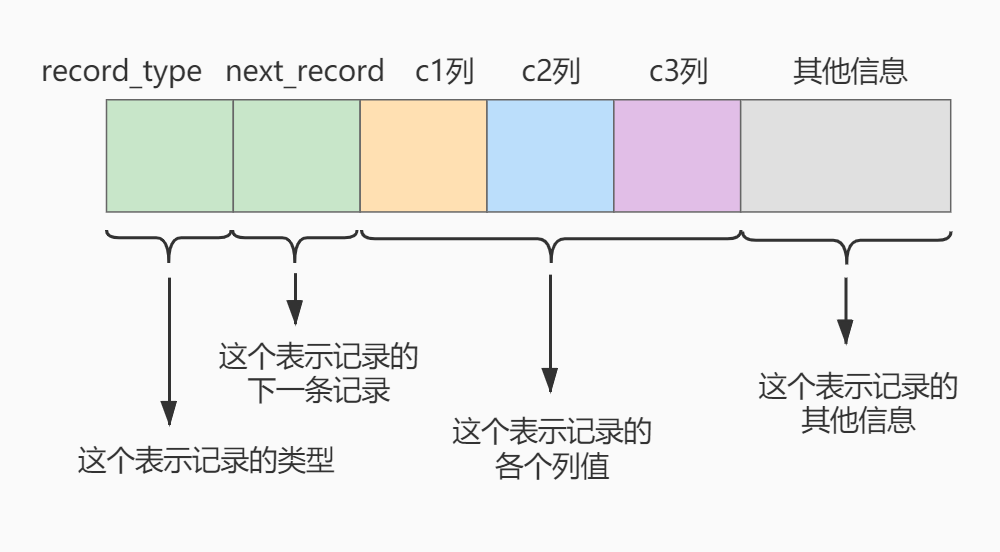 record_type next_record c1列 c2列 c3列 其他信息
这个表示记录的
下一条记录
这个表示记录的类型
这个表示记录的
各个列值
这个表示记录的
其他信息